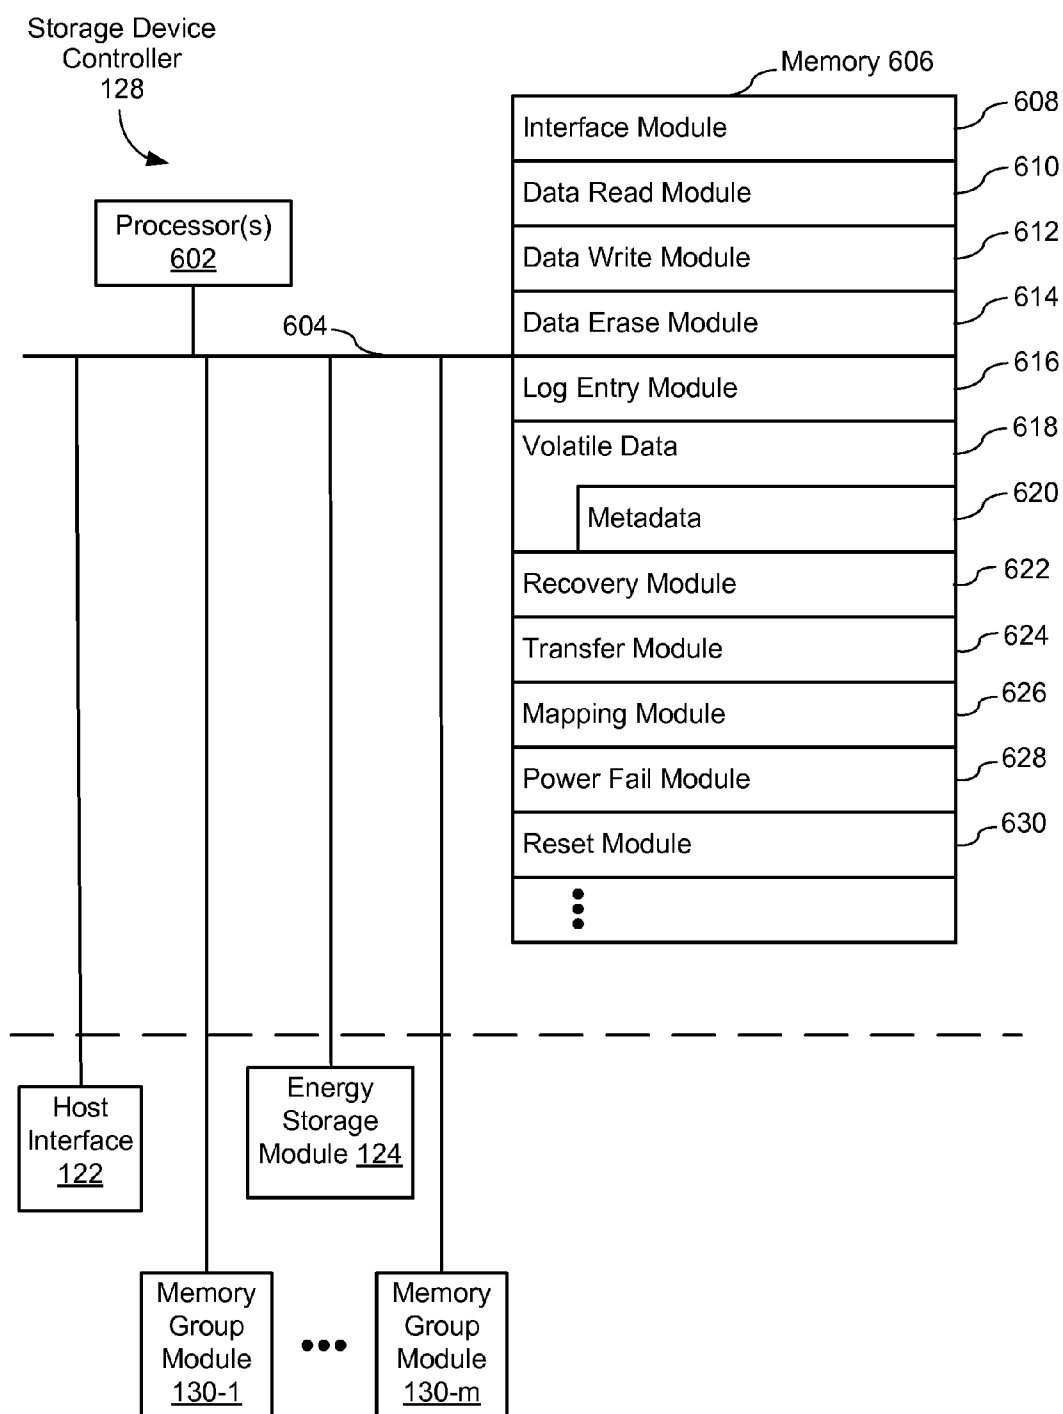 Storage Device
Controller
128
Memory 606
Interface Module
608
Data Read Module
610
Processor(s)
602
Data Write Module
612
Data Erase Module
614
604
Log Entry Module
616
Volatile Data
618
Metadata
620
Recovery Module
622
Transfer Module
624
Mapping Module
626
Power Fail Module
628
Reset Module
630
Host
Interface
122
Energy
Storage
Module 124
Memory
Group
Module
130-1
Memory
Group
Module
130-m